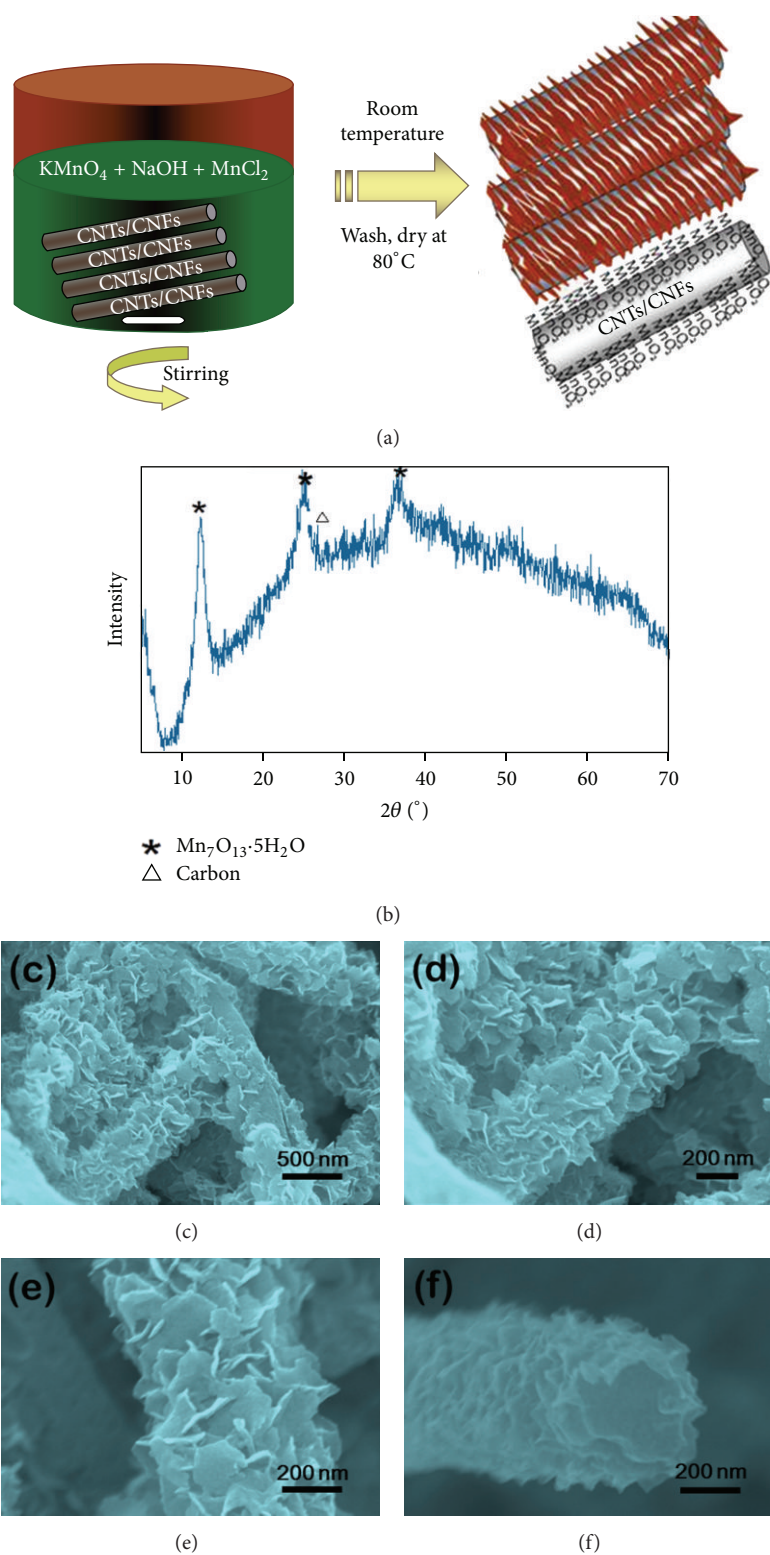 KMnO₄ + NaOH + MnCl₂
CNTs/CNFs
CNTs/CNFs
CNTs/CNFs
CNTs/CNFs
Stirring
Room
temperature
Wash, dry at
80°C
CNTs/CNFs
(a)
Intensity
10 20 30 40 50 60 70
2θ (°)
* Mn₇O₁₃·5H₂O
△ Carbon
(b)
(c)
500 nm
(c)
(d)
200 nm
(d)
(e)
200 nm
(e)
(f)
200 nm
(f)